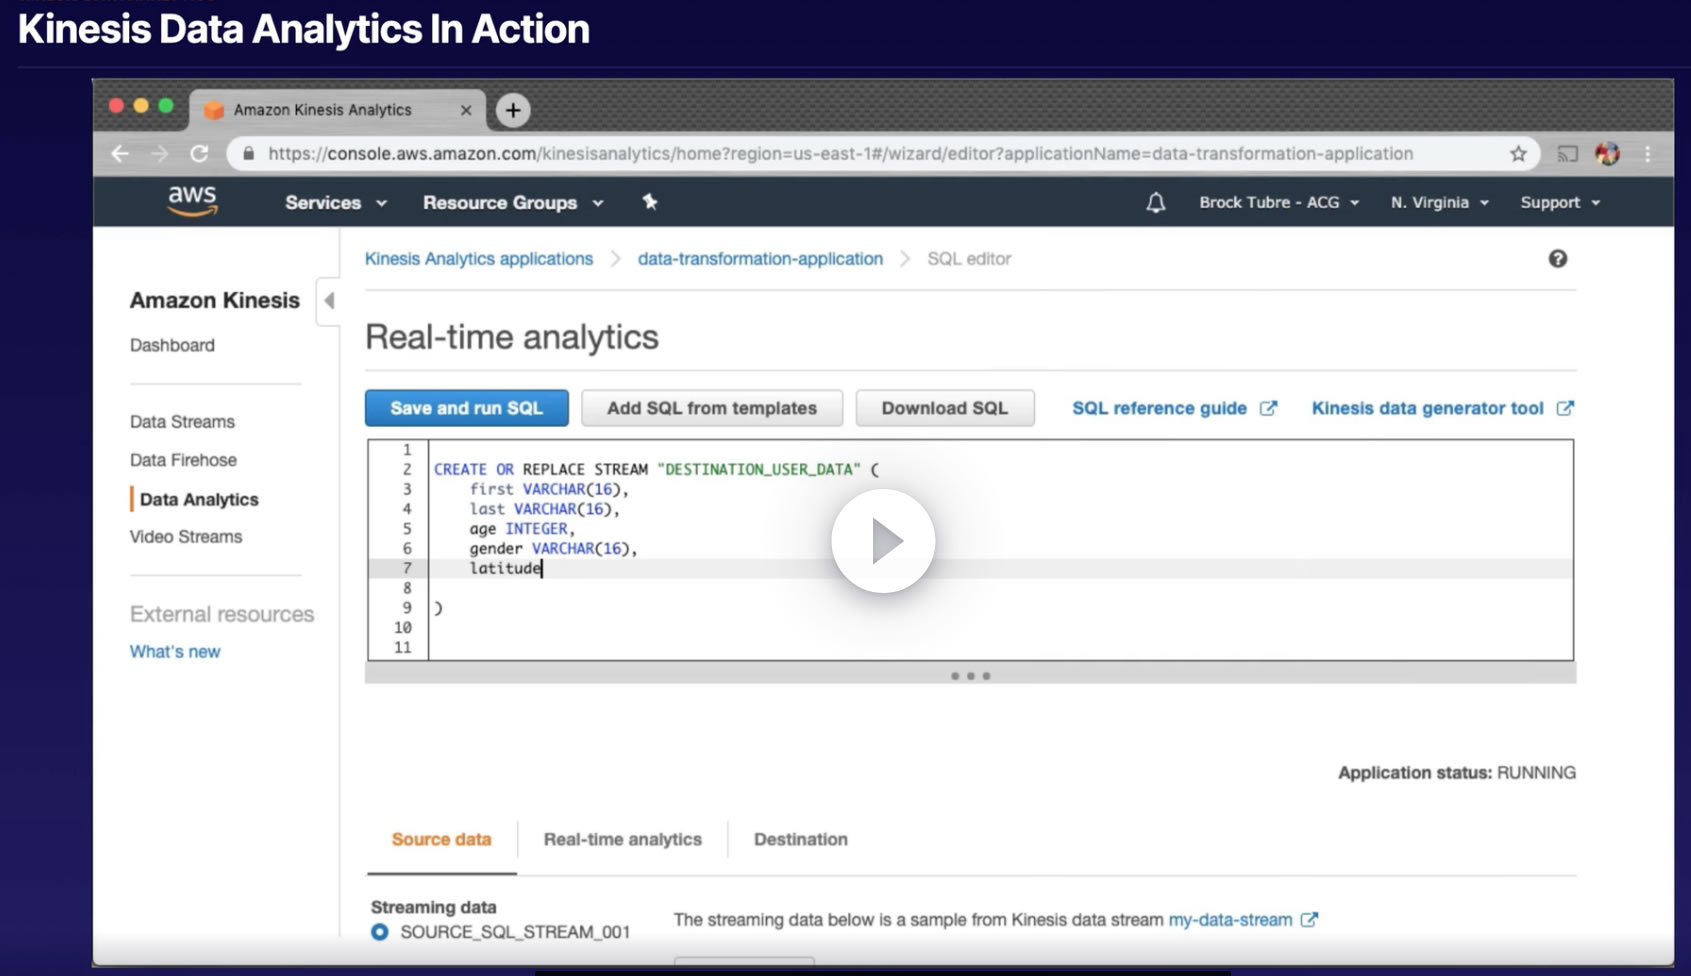 Kinesis Data Analytics In Action
Amazon Kinesis Analytics
https://console.aws.amazon.com/kinesisanalytics/home?region=us-east-1#/wizard/editor?applicationName=data-transformation-application
aws Services Resource Groups Brock Tubre - ACG N. Virginia Support
Kinesis Analytics applications data-transformation-application SQL editor
Amazon Kinesis
Dashboard
Data Streams
Data Firehose
Data Analytics
Video Streams
External resources
What's new
Real-time analytics
Save and run SQL Add SQL from templates Download SQL SQL reference guide Kinesis data generator tool
1
2 CREATE OR REPLACE STREAM "DESTINATION_USER_DATA" (
3 first VARCHAR(16),
4 last VARCHAR(16),
5 age INTEGER,
6 gender VARCHAR(16),
7 latitude
8
9 )
10
11
Application status: RUNNING
Source data Real-time analytics Destination
Streaming data
SOURCE_SQL_STREAM_001
The streaming data below is a sample from Kinesis data stream my-data-stream